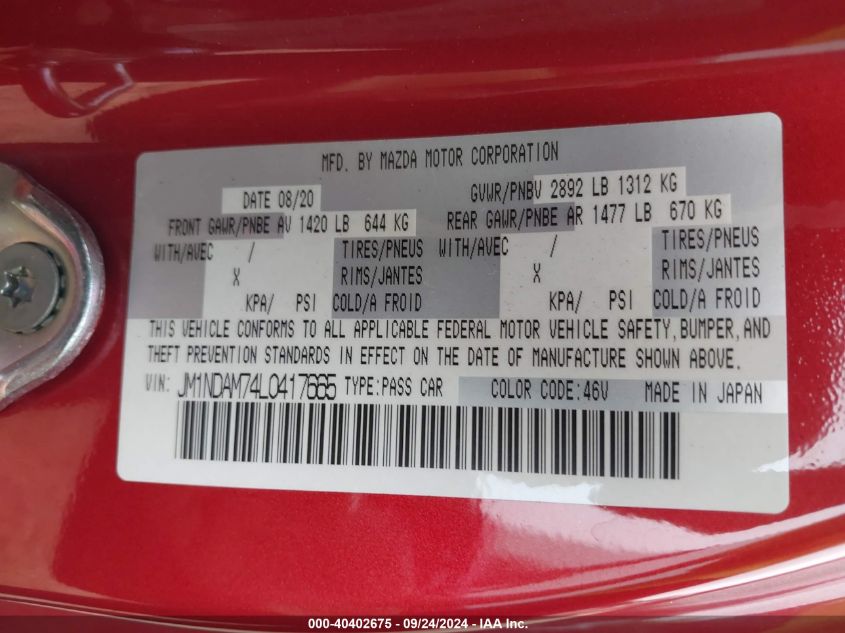 MFD. BY MAZDA MOTOR CORPORATION
DATE 08/20 GVWR/PNBV 2892 LB 1312 KG
FRONT GAWR/PNBE AV 1420 LB 644 KG REAR GAWR/PNBE AR 1477 LB 670 KG
WITH/AVEC / TIRES/PNEUS WITH/AVEC / TIRES/PNEUS
X RIMS/JANTES X RIMS/JANTES
KPA/ PSI COLD/A FROID KPA/ PSI COLD/A FROID
THIS VEHICLE CONFORMS TO ALL APPLICABLE FEDERAL MOTOR VEHICLE SAFETY, BUMPER, AND
THEFT PREVENTION STANDARDS IN EFFECT ON THE DATE OF MANUFACTURE SHOWN ABOVE.
VIN: JM1NDAM74L0417665 TYPE:PASS CAR COLOR CODE:46V MADE IN JAPAN
000-40402675 - 09/24/2024 - IAA Inc.